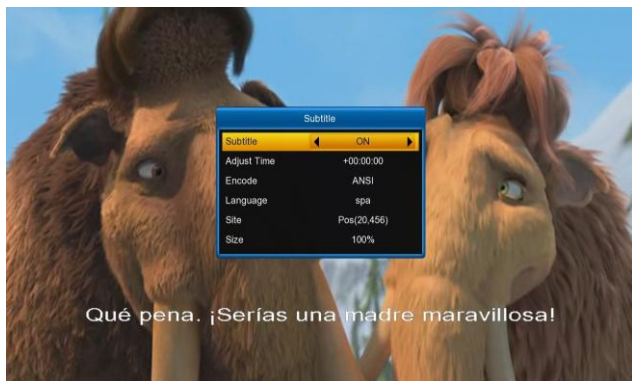 Subtitle
Subtitle ON
Adjust Time +00:00:00
Encode ANSI
Language spa
Site Pos(20,456)
Size 100%
Qué pena. ¡Serías una madre maravillosa!